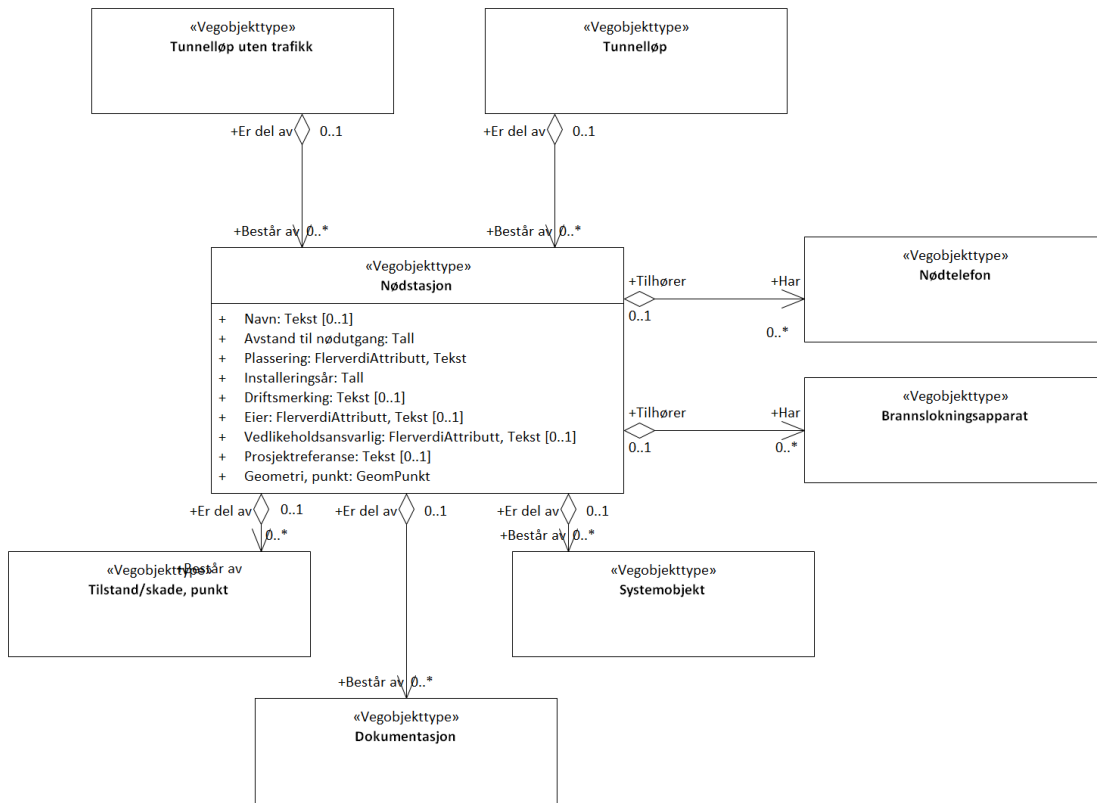 «Vegobjekttype»
Tunnelløp uten trafikk
«Vegobjekttype»
Tunnelløp
+Er del av 0..1
+Er del av 0..1
+Består av 0..*
+Består av 0..*
«Vegobjekttype»
Nødstasjon
+ Navn: Tekst [0..1]
+ Avstand til nødutgang: Tall
+ Plassering: FlerverdiAttributt, Tekst
+ Installeringsår: Tall
+ Driftsmerking: Tekst [0..1]
+ Eier: FlerverdiAttributt, Tekst [0..1]
+ Vedlikeholdsansvarlig: FlerverdiAttributt, Tekst [0..1]
+ Prosjektreferanse: Tekst [0..1]
+ Geometri, punkt: GeomPunkt
+Tilhører +Har
0..1 0..*
«Vegobjekttype»
Nødtelefon
+Tilhører +Har
0..1 0..*
«Vegobjekttype»
Brannslokningsapparat
+Er del av 0..1
+Er del av 0..1
+Er del av 0..1
0..*
+Består av
+Består av 0..*
«Vegobjekttype»
Tilstand/skade, punkt
«Vegobjekttype»
Systemobjekt
+Består av 0..*
«Vegobjekttype»
Dokumentasjon